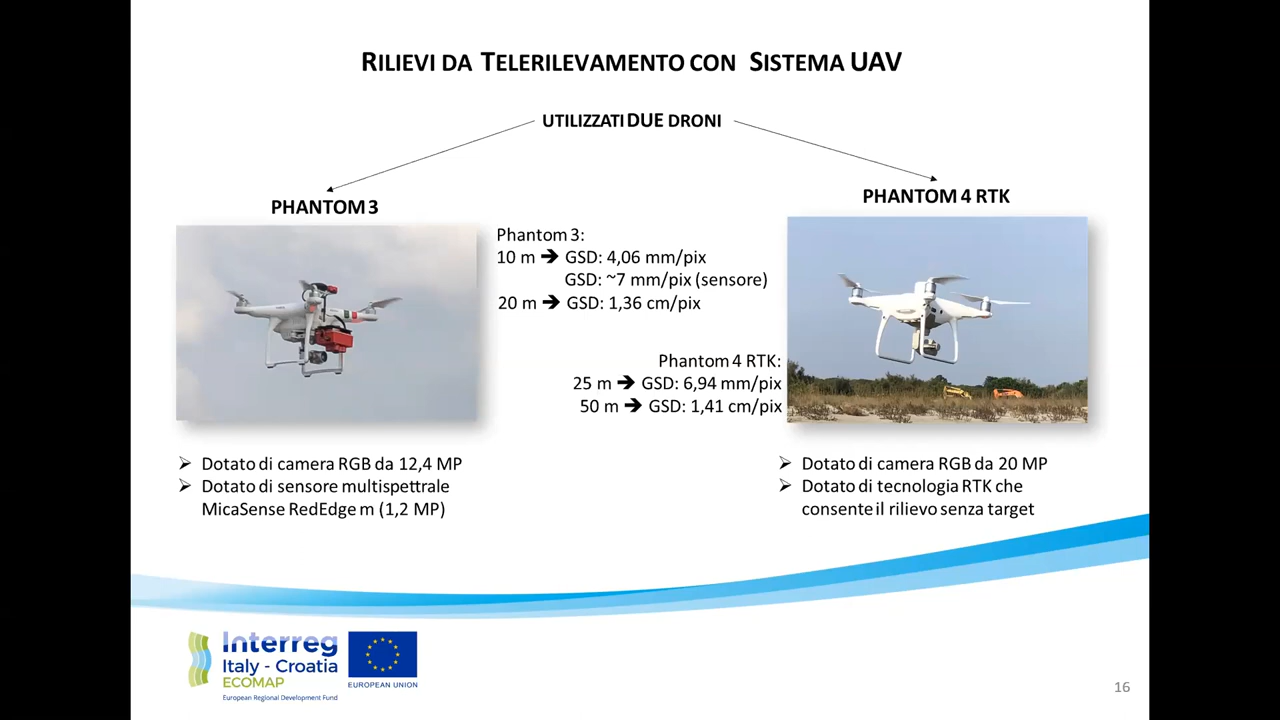 RILIEVI DA TELERILEVAMENTO CON SISTEMA UAV
UTILIZZATI DUE DRONI
PHANTOM 3
PHANTOM 4 RTK
Phantom 3:
10 m ➔ GSD: 4,06 mm/pix
GSD: ~7 mm/pix (sensore)
20 m ➔ GSD: 1,36 cm/pix
Phantom 4 RTK:
25 m ➔ GSD: 6,94 mm/pix
50 m ➔ GSD: 1,41 cm/pix
➢ Dotato di camera RGB da 12,4 MP
➢ Dotato di sensore multispettrale
MicaSense RedEdge m (1,2 MP)
➢ Dotato di camera RGB da 20 MP
➢ Dotato di tecnologia RTK che
consente il rilievo senza target
Interreg
Italy - Croatia
ECOMAP
European Regional Development Fund
EUROPEAN UNION
16